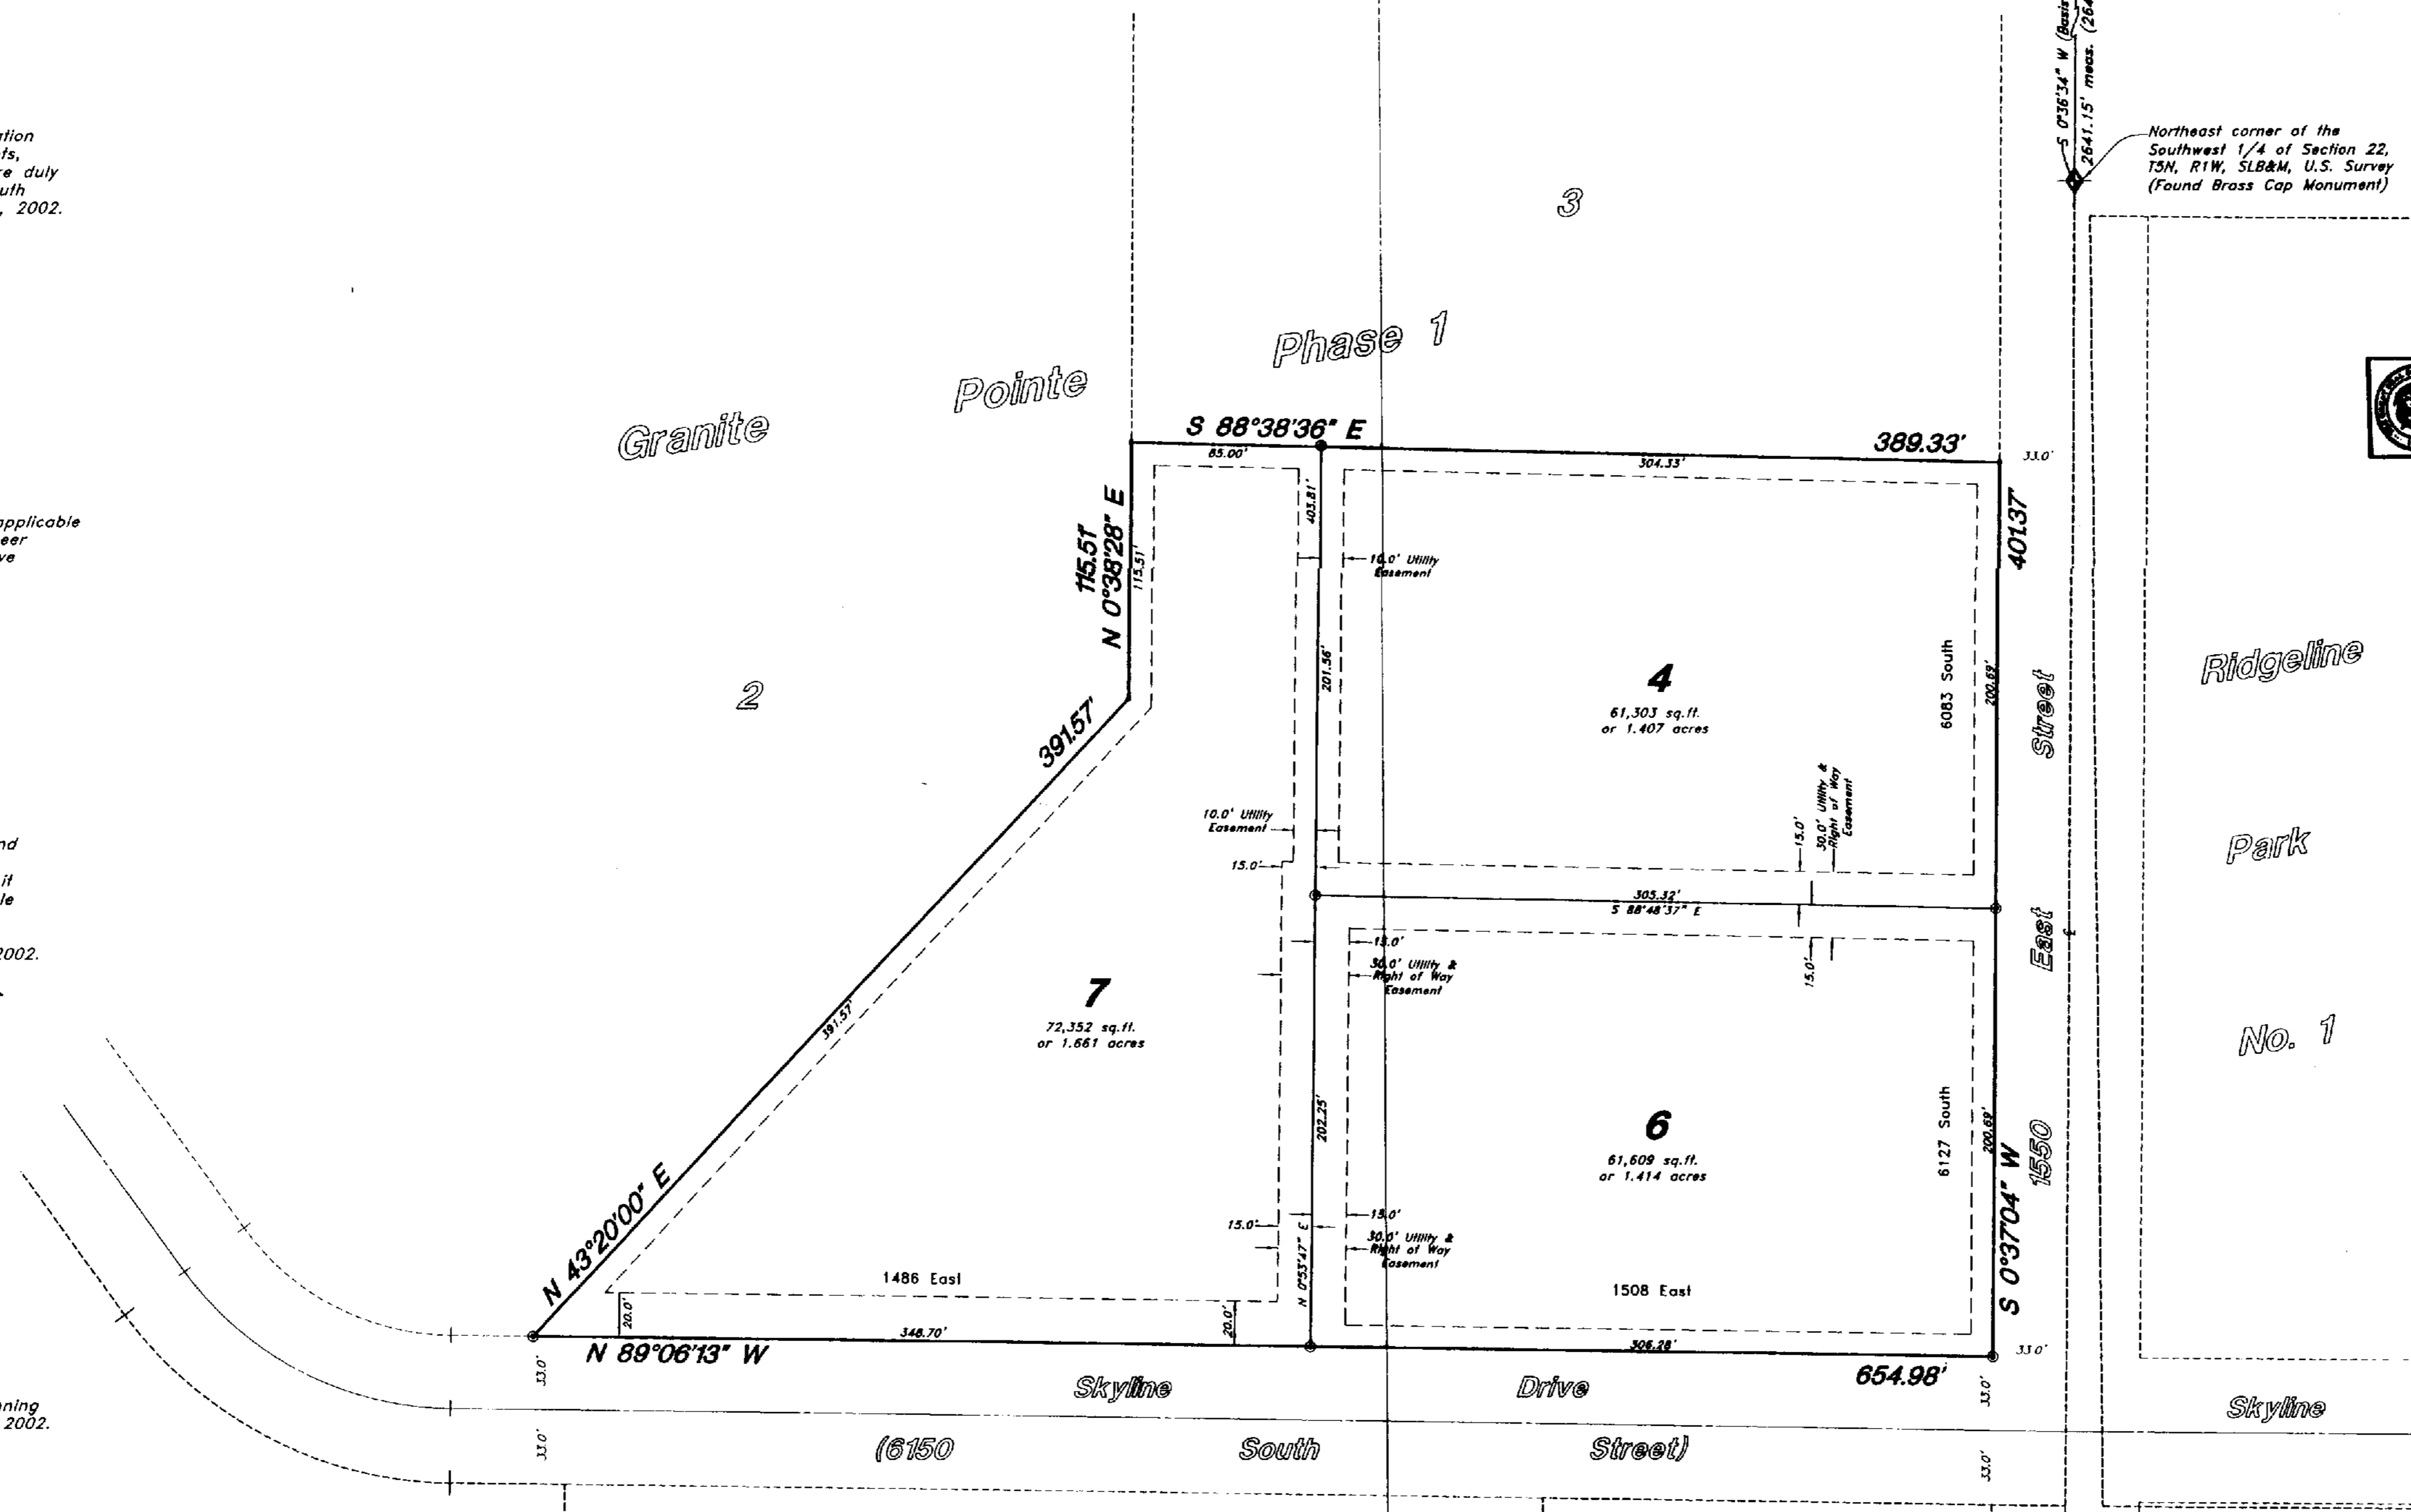 S 0°36'34" W (Basis
2641.15' meas. (264
Northeast corner of the
Southwest 1/4 of Section 22,
T5N, R1W, SLB&M, U.S. Survey
(Found Brass Cap Monument)
ation
ts,
re duly
uth
, 2002.
3
Granite Pointe Phase 1
S 88°38'36" E
389.33'
85.00'
304.33'
33.0'
applicable
eer
ve
115.51'
N 0°38'28" E
115.51'
403.81'
10.0' Utility
Easement
401.37'
2
391.57'
201.56'
4
61,303 sq.ft.
or 1.407 acres
6083 South
200.69'
Ridgeline
Park
No. 1
10.0' Utility
Easement
15.0'
15.0'
30.0' Utility &
Right of Way
Easement
nd
it
le
2002.
305.32'
S 88°48'37" E
15.0'
30.0' Utility &
Right of Way
Easement
15.0'
7
72,352 sq.ft.
or 1.661 acres
391.57'
202.25'
6
61,609 sq.ft.
or 1.414 acres
6127 South
200.69'
S 0°37'04" W
1550 East Street
N 43°20'00" E
15.0'
N 0°53'47" E
15.0'
30.0' Utility &
Right of Way
Easement
1486 East
1508 East
20.0'
20.0'
348.70'
306.28'
N 89°06'13" W
654.98'
33.0'
33.0'
33.0'
Skyline Drive
Skyline
ning
2002.
33.0'
(6150 South Street)
33.0'